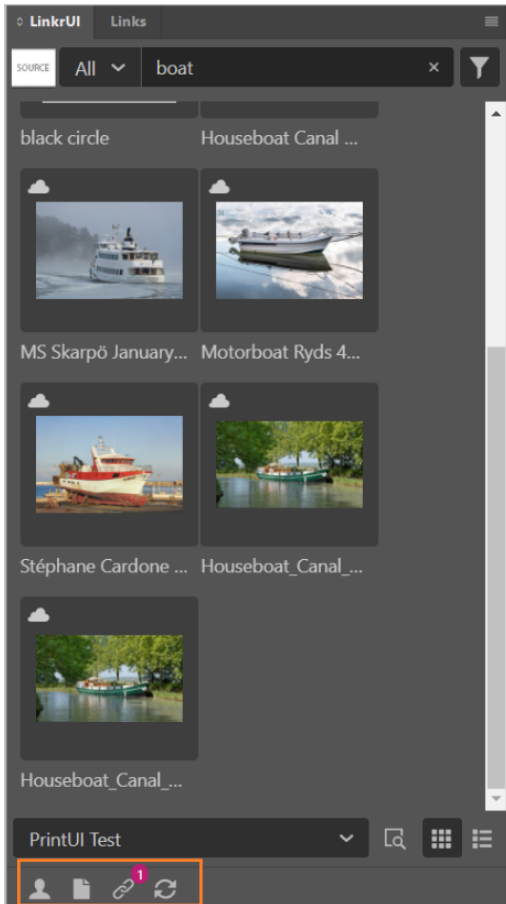 LinkrUI Links
SOURCE All boat ×
black circle Houseboat Canal ...
MS Skarpö January... Motorboat Ryds 4...
Stéphane Cardone ... Houseboat_Canal_...
Houseboat_Canal_...
PrintUI Test
1